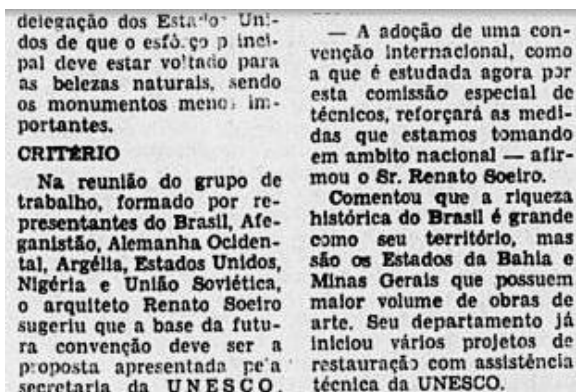 delegação dos Estados Uni-
dos de que o esfôrço princi-
pal deve estar voltado para
as belezas naturais, sendo
os monumentos menos im-
portantes.
CRITÉRIO
Na reunião do grupo de
trabalho, formado por re-
presentantes do Brasil, Afe-
ganistão, Alemanha Ociden-
tal, Argélia, Estados Unidos,
Nigéria e União Soviética,
o arquiteto Renato Soeiro
sugeriu que a base da futu-
ra convenção deve ser a
proposta apresentada pela
secretaria da UNESCO.
— A adoção de uma con-
venção internacional, como
a que é estudada agora por
esta comissão especial de
técnicos, reforçará as medi-
das que estamos tomando
em ambito nacional — afir-
mou o Sr. Renato Soeiro.
Comentou que a riqueza
histórica do Brasil é grande
como seu território, mas
são os Estados da Bahia e
Minas Gerais que possuem
maior volume de obras de
arte. Seu departamento já
iniciou vários projetos de
restauração com assistência
técnica da UNESCO.